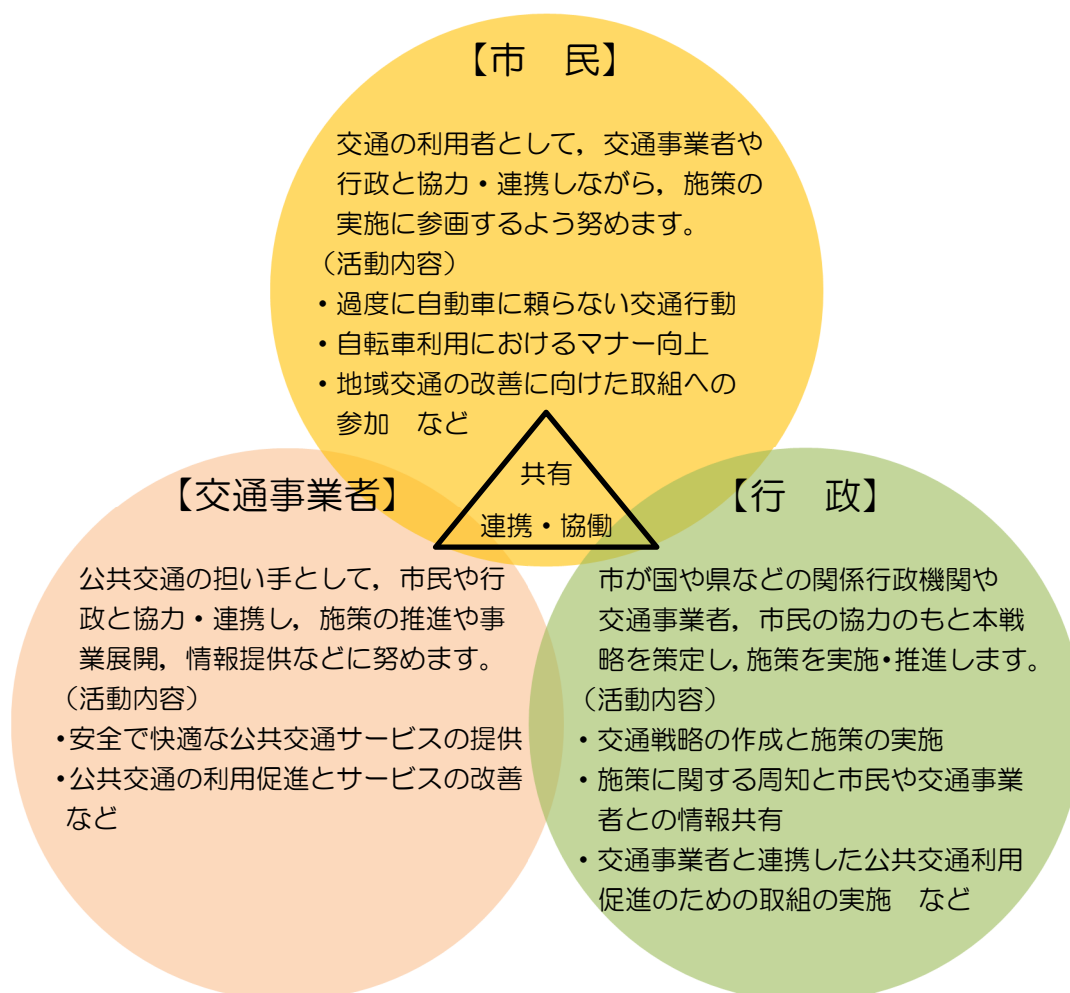 【市　民】
交通の利用者として，交通事業者や
行政と協力・連携しながら，施策の
実施に参画するよう努めます。
（活動内容）
・過度に自動車に頼らない交通行動
・自転車利用におけるマナー向上
・地域交通の改善に向けた取組への
参加　など
共有
連携・協働
【交通事業者】
公共交通の担い手として，市民や行
政と協力・連携し，施策の推進や事
業展開，情報提供などに努めます。
（活動内容）
・安全で快適な公共交通サービスの提供
・公共交通の利用促進とサービスの改善
など
【行　政】
市が国や県などの関係行政機関や
交通事業者，市民の協力のもと本戦
略を策定し，施策を実施・推進します。
（活動内容）
・交通戦略の作成と施策の実施
・施策に関する周知と市民や交通事業
者との情報共有
・交通事業者と連携した公共交通利用
促進のための取組の実施　など